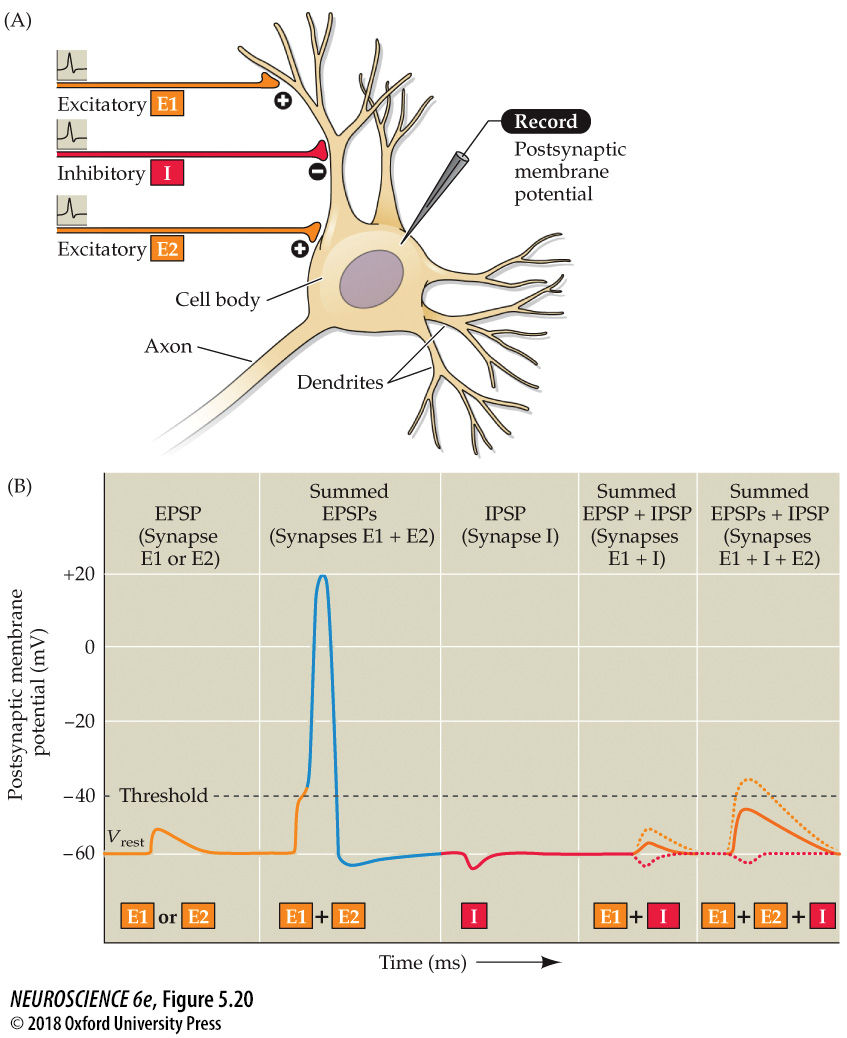 (A)
Excitatory E1
Inhibitory I
Excitatory E2
Record
Postsynaptic
membrane
potential
Cell body
Axon
Dendrites
(B)
EPSP
(Synapse
E1 or E2)
Summed
EPSPs
(Synapses E1 + E2)
IPSP
(Synapse I)
Summed
EPSP + IPSP
(Synapses
E1 + I)
Summed
EPSPs + IPSP
(Synapses
E1 + I + E2)
Postsynaptic membrane
potential (mV)
+20
0
−20
−40
−60
Threshold
Vrest
E1 or E2
E1 + E2
I
E1 + I
E1 + E2 + I
Time (ms)
NEUROSCIENCE 6e, Figure 5.20
© 2018 Oxford University Press